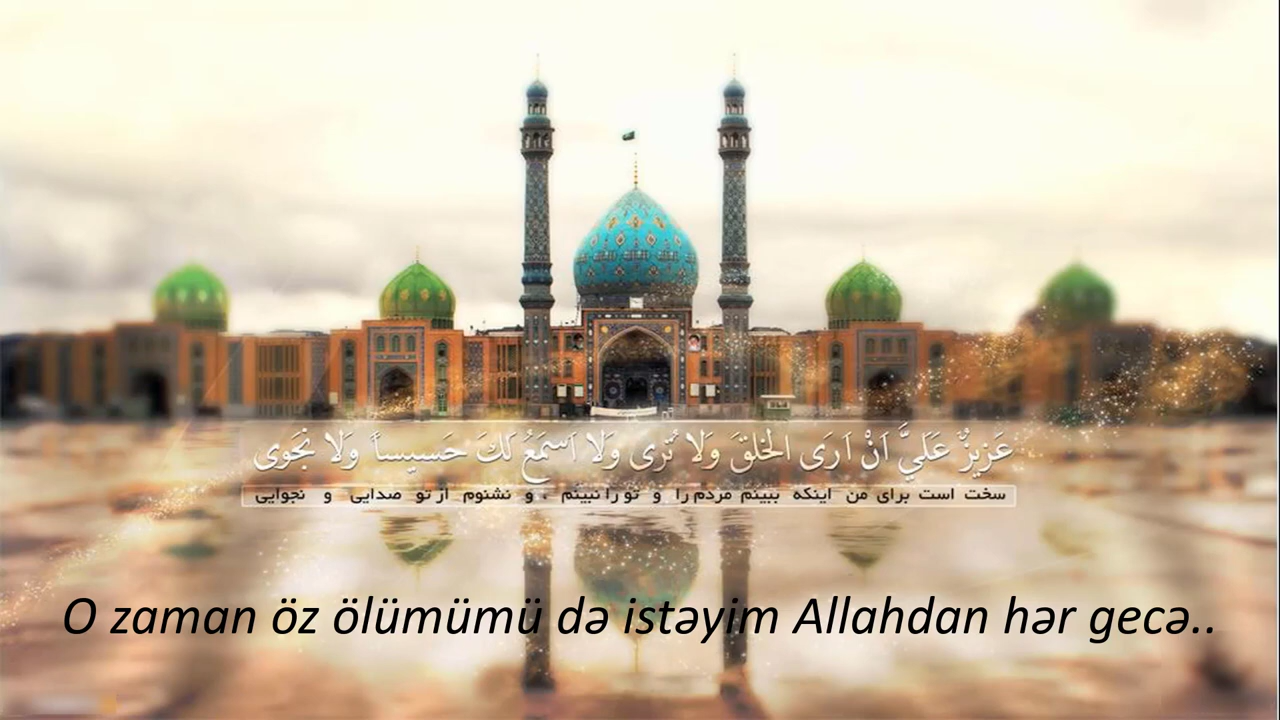 عَزِيزٌ عَلَيَّ اَنْ اَرَى الْخَلْقَ وَلا تُرى وَلا اَسْمَعُ لَكَ حَسيساً وَلا نَجْوى
سخت است برای من اینکه ببینم مردم را و تو را نبینم ، و نشنوم از تو صدایی و نجوایی
O zaman öz ölümümü də istəyim Allahdan hər gecə..